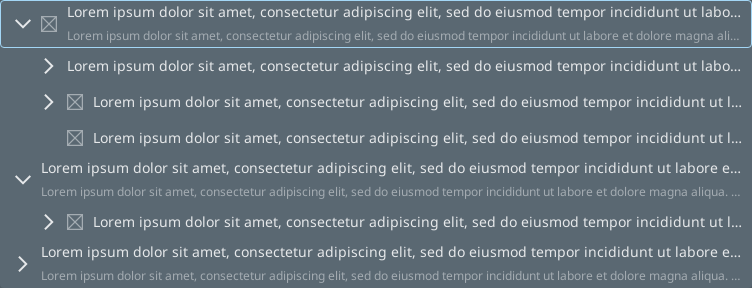 Lorem ipsum dolor sit amet, consectetur adipiscing elit, sed do eiusmod tempor incididunt ut labo...
Lorem ipsum dolor sit amet, consectetur adipiscing elit, sed do eiusmod tempor incididunt ut labore et dolore magna ali...
Lorem ipsum dolor sit amet, consectetur adipiscing elit, sed do eiusmod tempor incididunt ut labo...
Lorem ipsum dolor sit amet, consectetur adipiscing elit, sed do eiusmod tempor incididunt ut l...
Lorem ipsum dolor sit amet, consectetur adipiscing elit, sed do eiusmod tempor incididunt ut l...
Lorem ipsum dolor sit amet, consectetur adipiscing elit, sed do eiusmod tempor incididunt ut labore e...
Lorem ipsum dolor sit amet, consectetur adipiscing elit, sed do eiusmod tempor incididunt ut labore et dolore magna aliqua. ...
Lorem ipsum dolor sit amet, consectetur adipiscing elit, sed do eiusmod tempor incididunt ut l...
Lorem ipsum dolor sit amet, consectetur adipiscing elit, sed do eiusmod tempor incididunt ut labore e...
Lorem ipsum dolor sit amet, consectetur adipiscing elit, sed do eiusmod tempor incididunt ut labore et dolore magna aliqua. ...